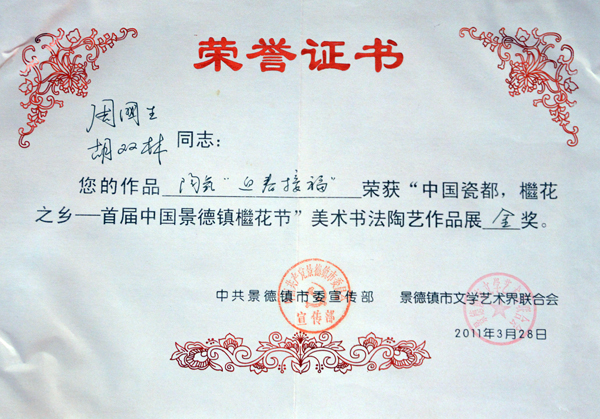 荣誉证书
周国生
胡双林 同志：
您的作品 陶瓷“迎春接福” 荣获“中国瓷都，檵花
之乡——首届中国景德镇檵花节”美术书法陶艺作品展 金 奖。
中共景德镇市委宣传部 景德镇市文学艺术界联合会
宣传部
2011年3月28日